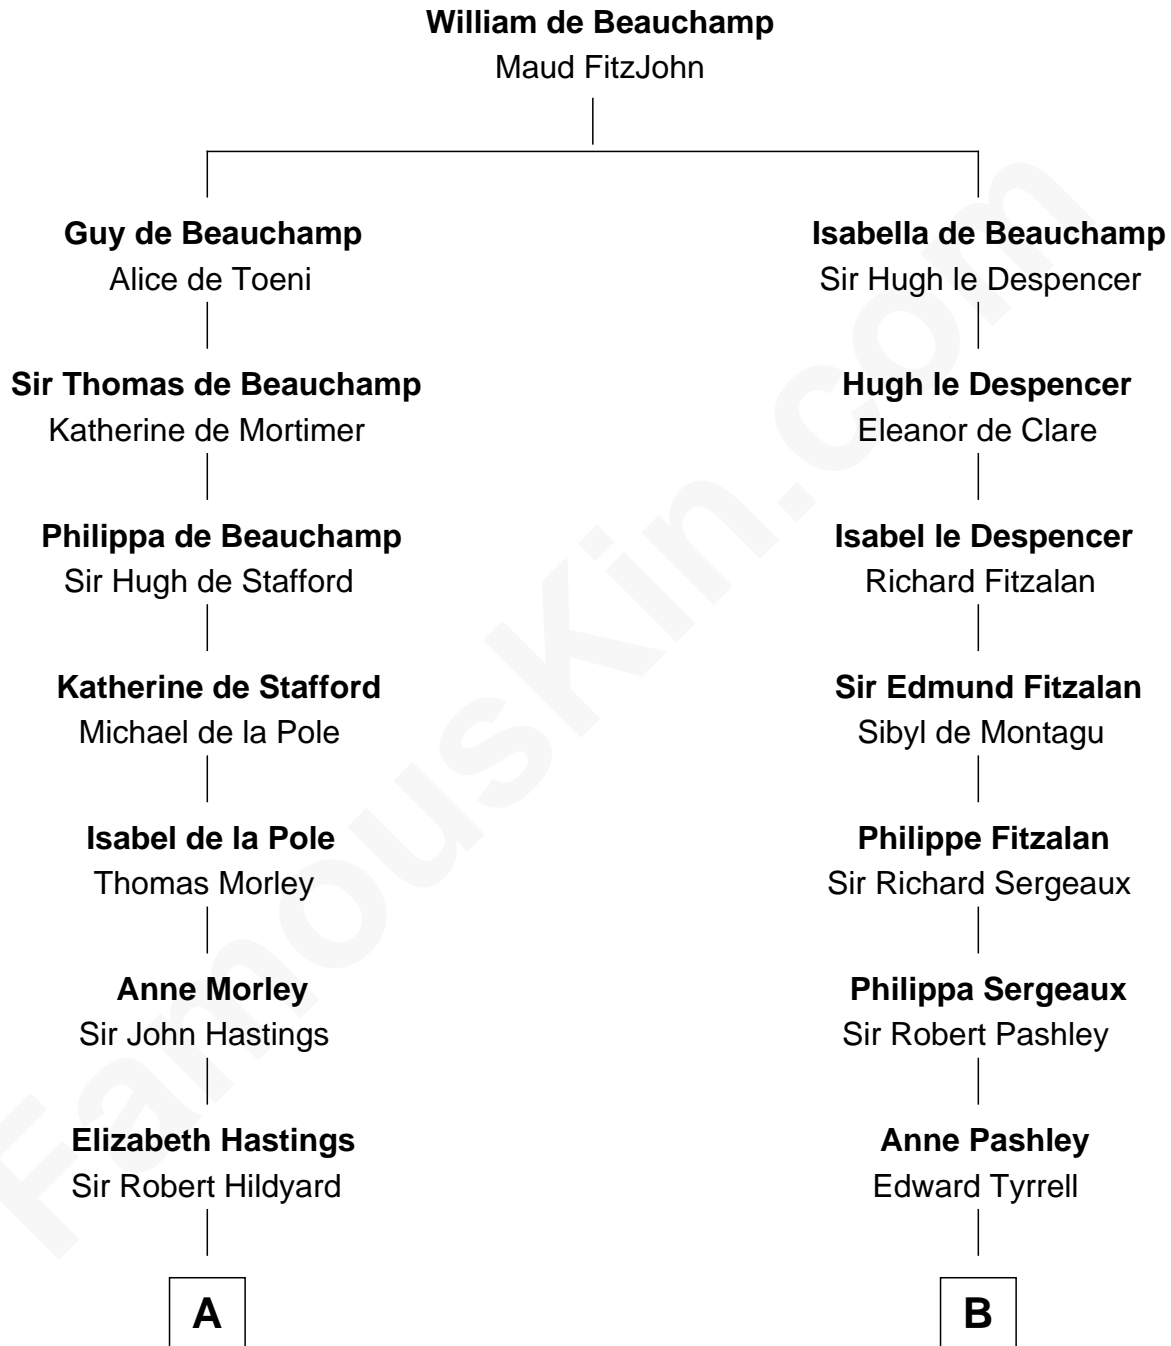 William de Beauchamp
Maud FitzJohn
Guy de Beauchamp
Alice de Toeni
Isabella de Beauchamp
Sir Hugh le Despencer
Sir Thomas de Beauchamp
Katherine de Mortimer
Hugh le Despencer
Eleanor de Clare
Philippa de Beauchamp
Sir Hugh de Stafford
Isabel le Despencer
Richard Fitzalan
Katherine de Stafford
Michael de la Pole
Sir Edmund Fitzalan
Sibyl de Montagu
Isabel de la Pole
Thomas Morley
Philippe Fitzalan
Sir Richard Sergeaux
Anne Morley
Sir John Hastings
Philippa Sergeaux
Sir Robert Pashley
Elizabeth Hastings
Sir Robert Hildyard
Anne Pashley
Edward Tyrrell
A
B
FamousKin.com